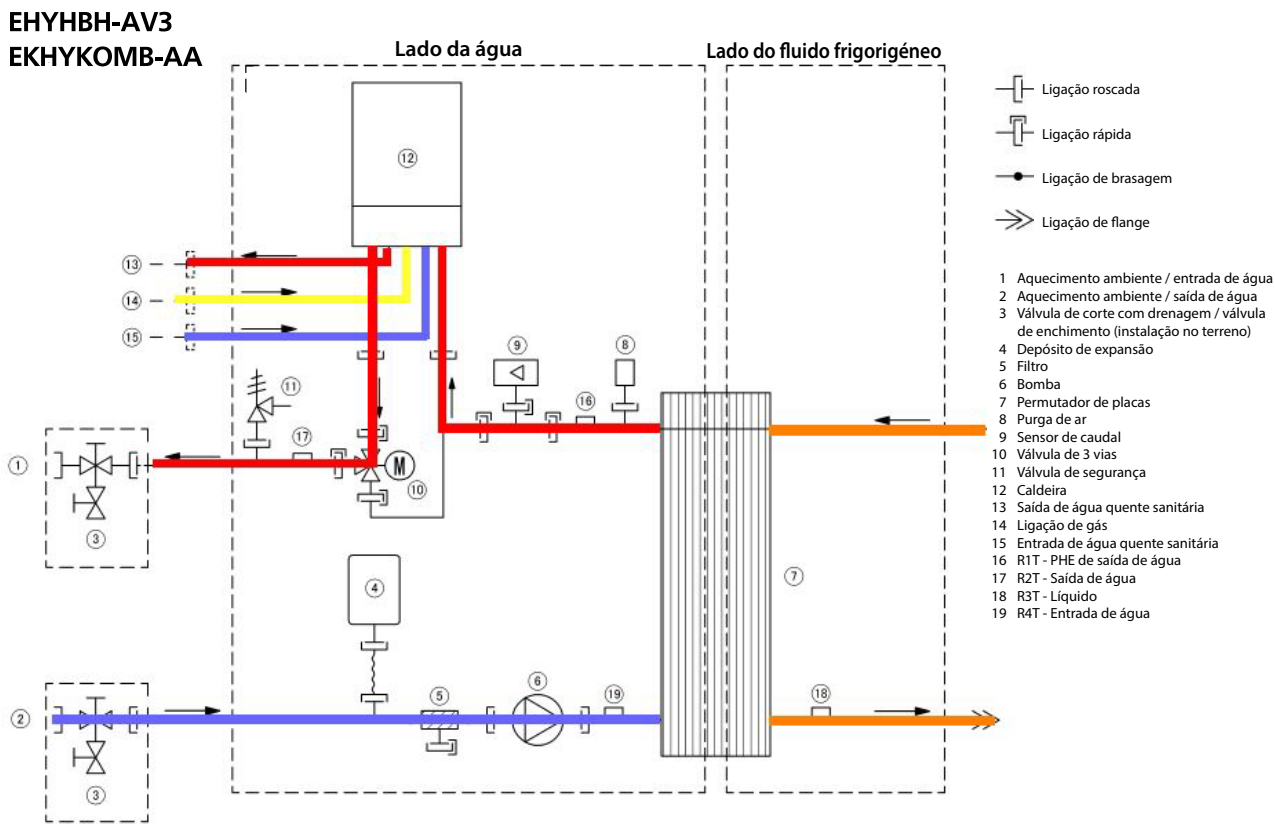 EHYHBH-AV3
EKHYKOMB-AA
Lado da água
Lado do fluido frigorigéneo
Ligação roscada
Ligação rápida
Ligação de brasagem
Ligação de flange
1 Aquecimento ambiente / entrada de água
2 Aquecimento ambiente / saída de água
3 Válvula de corte com drenagem / válvula
de enchimento (instalação no terreno)
4 Depósito de expansão
5 Filtro
6 Bomba
7 Permutador de placas
8 Purga de ar
9 Sensor de caudal
10 Válvula de 3 vias
11 Válvula de segurança
12 Caldeira
13 Saída de água quente sanitária
14 Ligação de gás
15 Entrada de água quente sanitária
16 R1T - PHE de saída de água
17 R2T - Saída de água
18 R3T - Líquido
19 R4T - Entrada de água
12
13
14
15
9
8
11
16
17
1
M
10
3
4
7
5
6
19
18
2
3